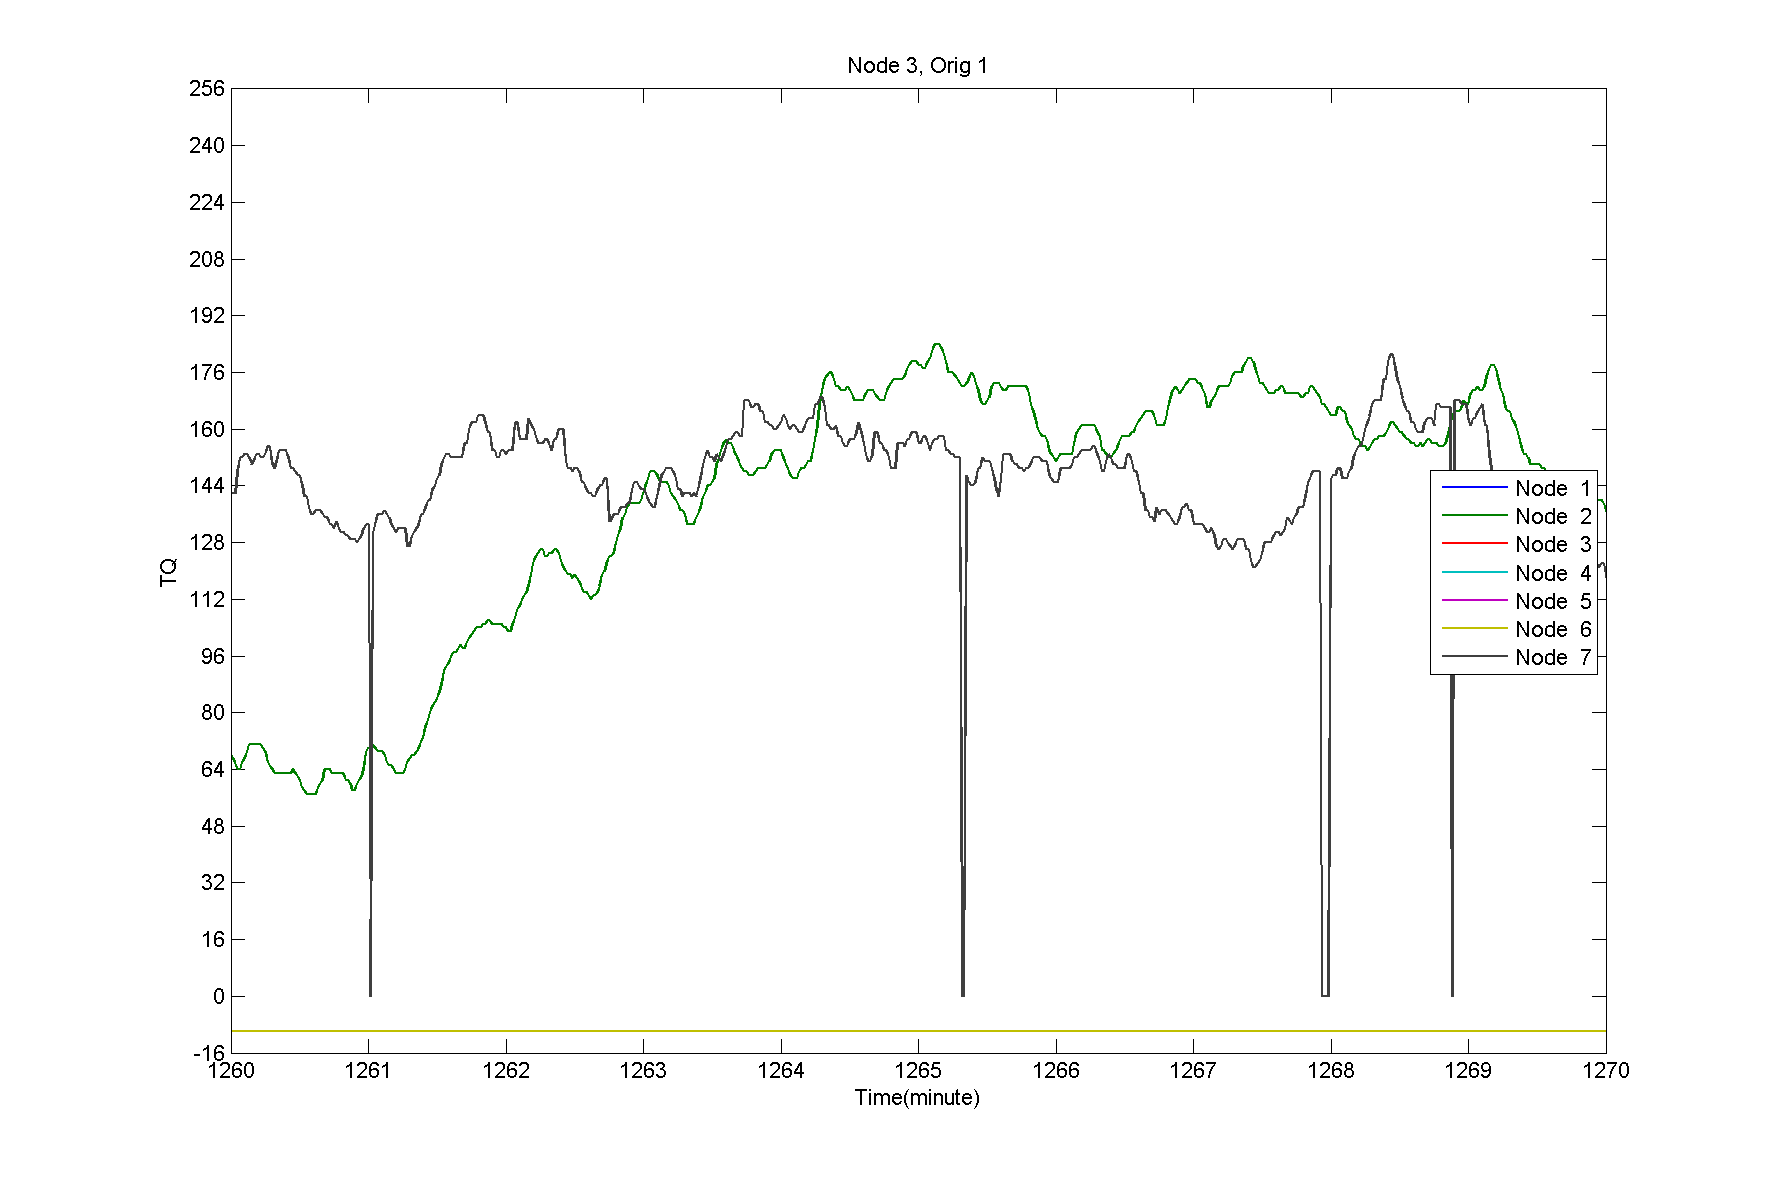 Node 3, Orig 1
256
240
224
208
192
176
160
144
128
112
96
80
64
48
32
16
0
-16
TQ
Node 1
Node 2
Node 3
Node 4
Node 5
Node 6
Node 7
1260 1261 1262 1263 1264 1265 1266 1267 1268 1269 1270
Time(minute)